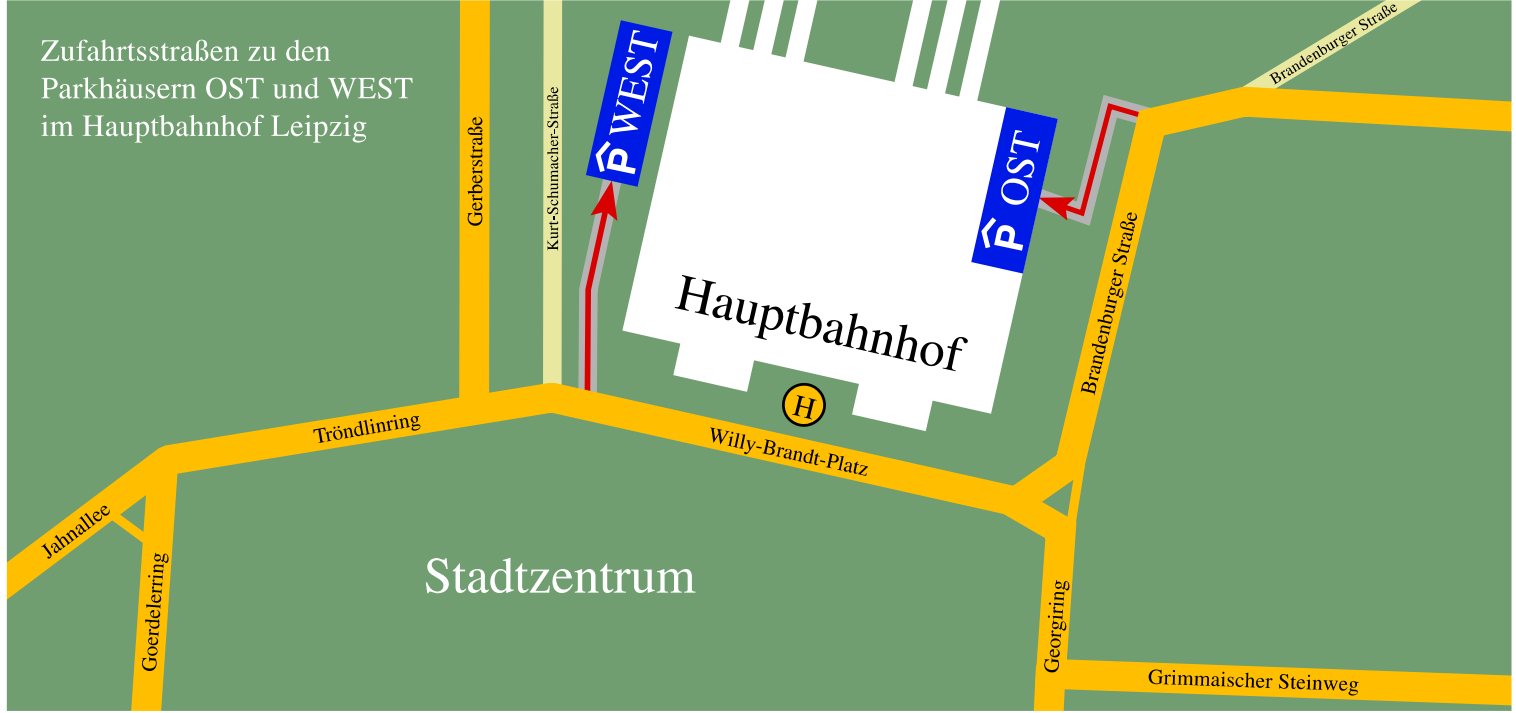 Zufahrtsstraßen zu den
Parkhäusern OST und WEST
im Hauptbahnhof Leipzig
Gerberstraße
Kurt-Schumacher-Straße
P WEST
P OST
Brandenburger Straße
Brandenburger Straße
Hauptbahnhof
H
Tröndlinring
Willy-Brandt-Platz
Jahnallee
Goerdelerring
Stadtzentrum
Georgiring
Grimmaischer Steinweg